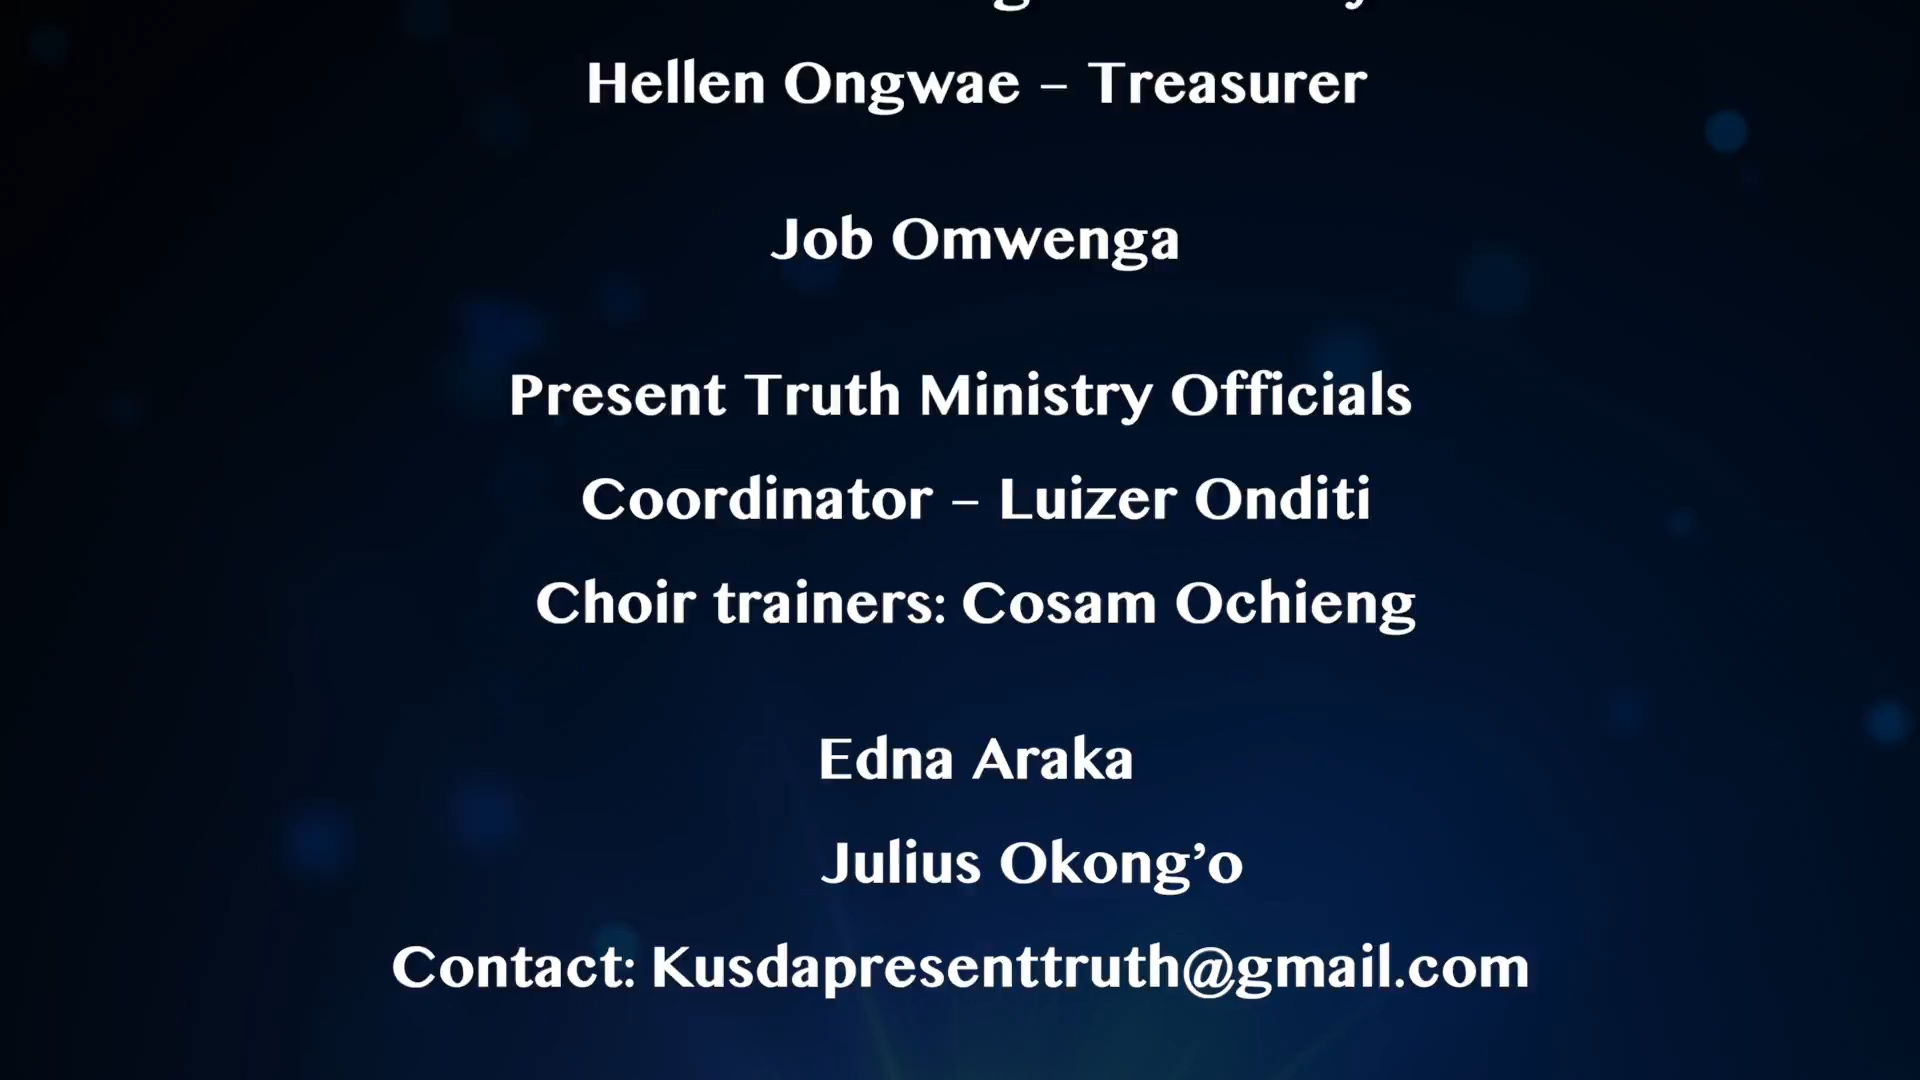 Hellen Ongwae – Treasurer
Job Omwenga
Present Truth Ministry Officials
Coordinator – Luizer Onditi
Choir trainers: Cosam Ochieng
Edna Araka
Julius Okong’o
Contact: Kusdapresenttruth@gmail.com